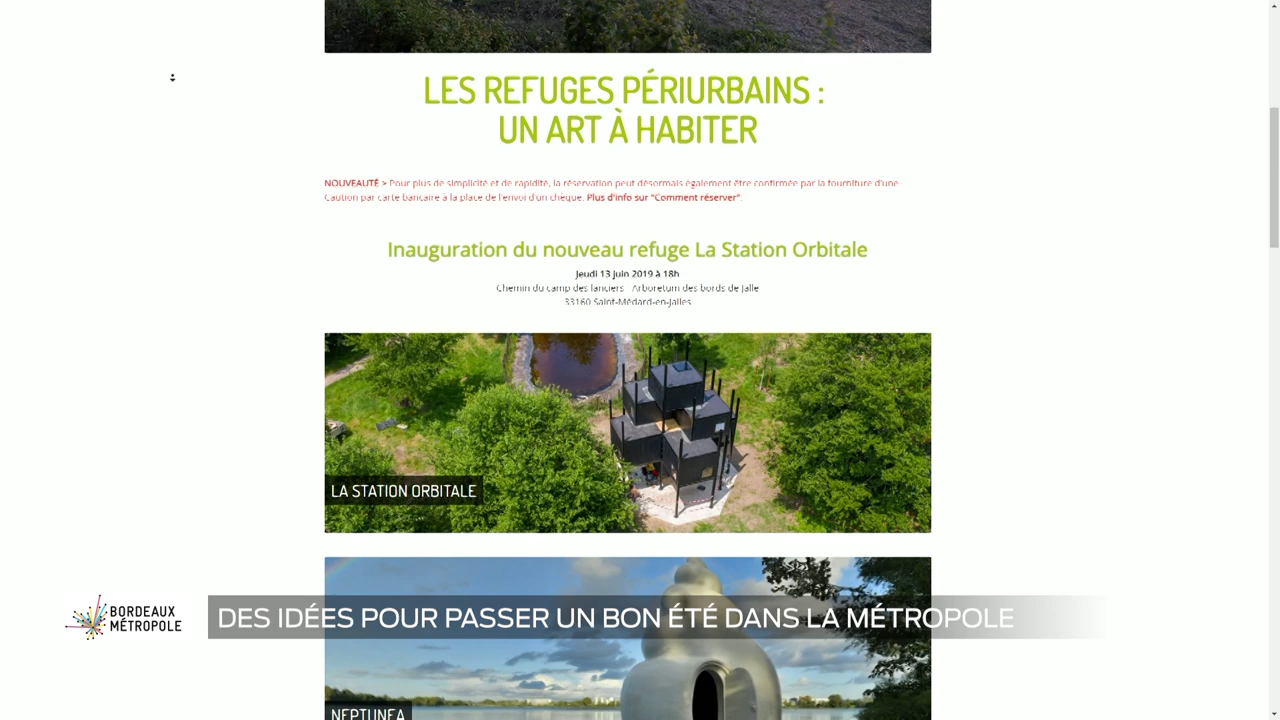 LES REFUGES PÉRIURBAINS :
UN ART À HABITER
NOUVEAUTÉ > Pour plus de simplicité et de rapidité, la réservation peut désormais également être confirmée par la fourniture d'une
Caution par carte bancaire à la place de l'envoi d'un chèque. Plus d'info sur "Comment réserver".
Inauguration du nouveau refuge La Station Orbitale
Jeudi 13 juin 2019 à 18h
Chemin du camp des lanciers - Arboretum des bords de Jalle
33160 Saint-Médard-en-Jalles
LA STATION ORBITALE
BORDEAUX
MÉTROPOLE
DES IDÉES POUR PASSER UN BON ÉTÉ DANS LA MÉTROPOLE
NEPTUNEA